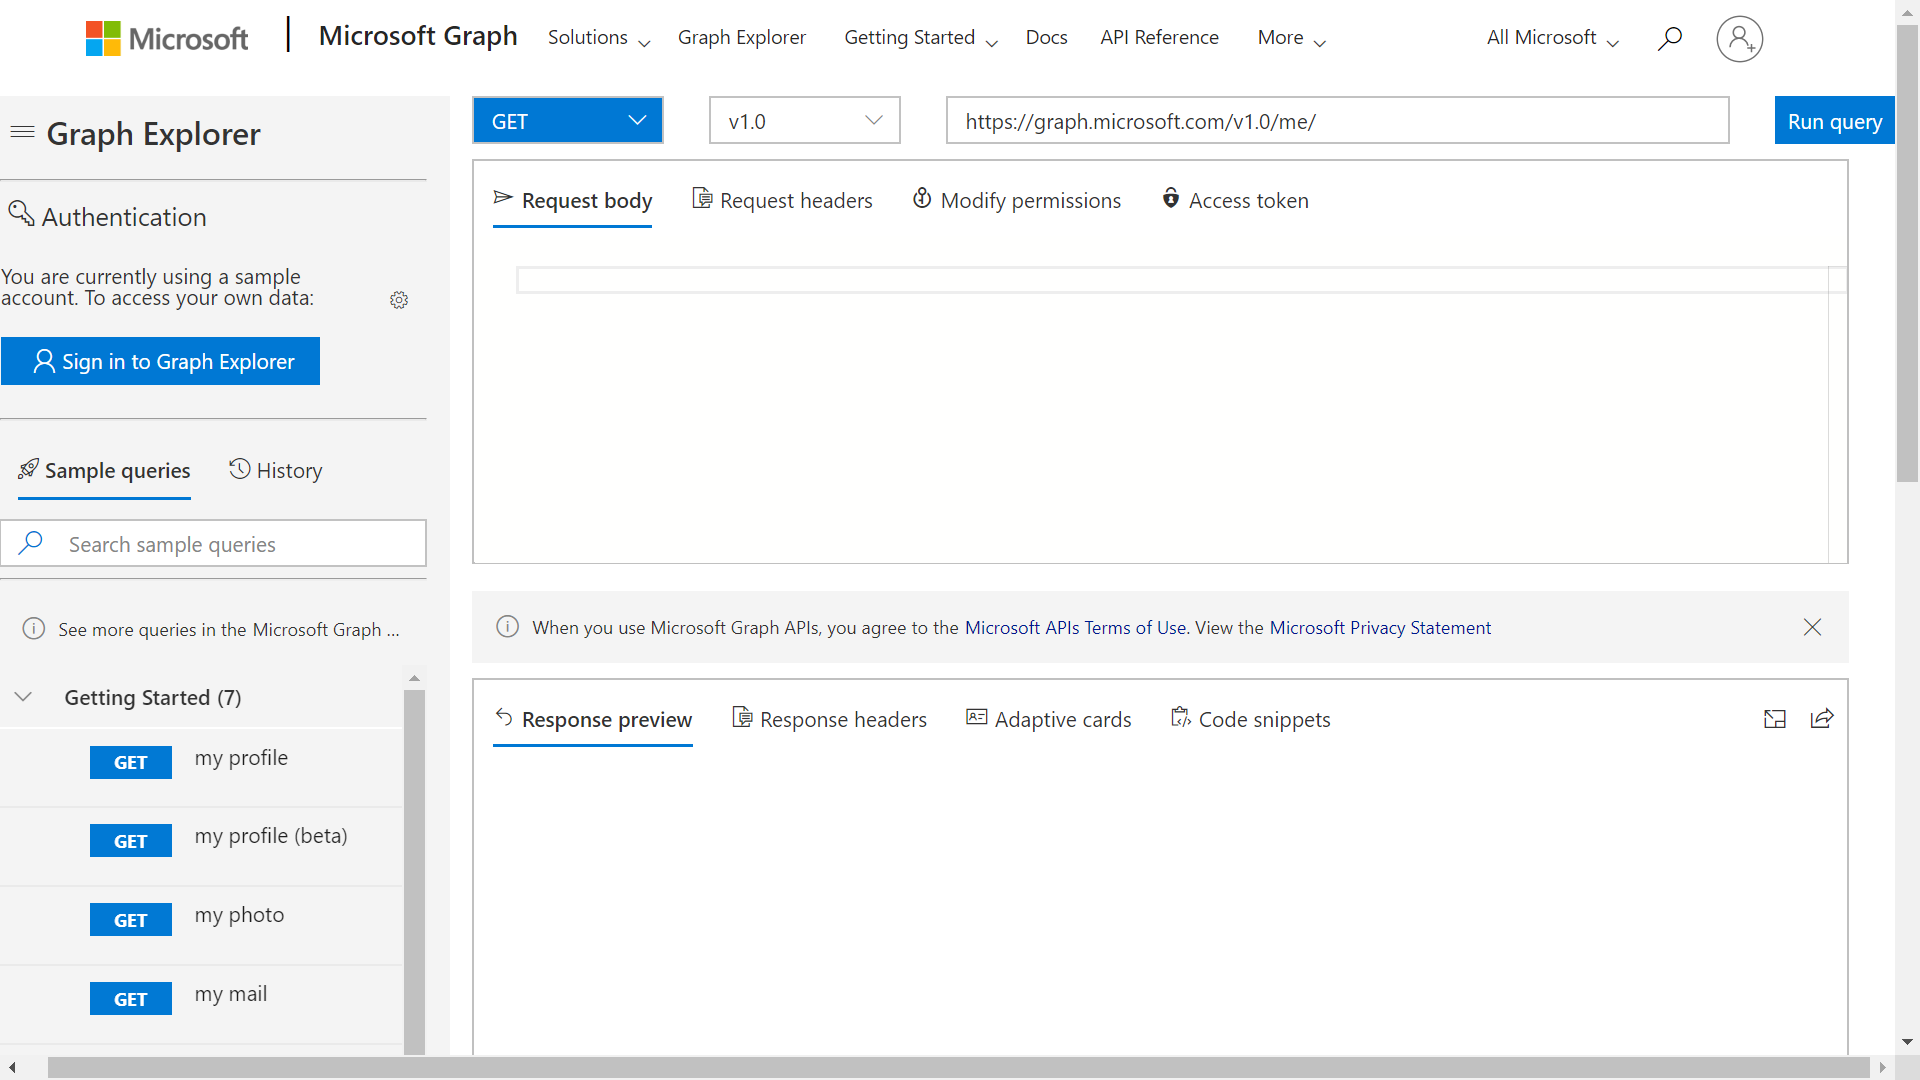 Microsoft
Microsoft Graph
Solutions
Graph Explorer
Getting Started
Docs
API Reference
More
All Microsoft
Graph Explorer
Authentication
You are currently using a sample
account. To access your own data:
Sign in to Graph Explorer
Sample queries
History
Search sample queries
See more queries in the Microsoft Graph ...
Getting Started (7)
GET
my profile
GET
my profile (beta)
GET
my photo
GET
my mail
GET
v1.0
https://graph.microsoft.com/v1.0/me/
Run query
Request body
Request headers
Modify permissions
Access token
When you use Microsoft Graph APIs, you agree to the Microsoft APIs Terms of Use. View the Microsoft Privacy Statement
Response preview
Response headers
Adaptive cards
Code snippets